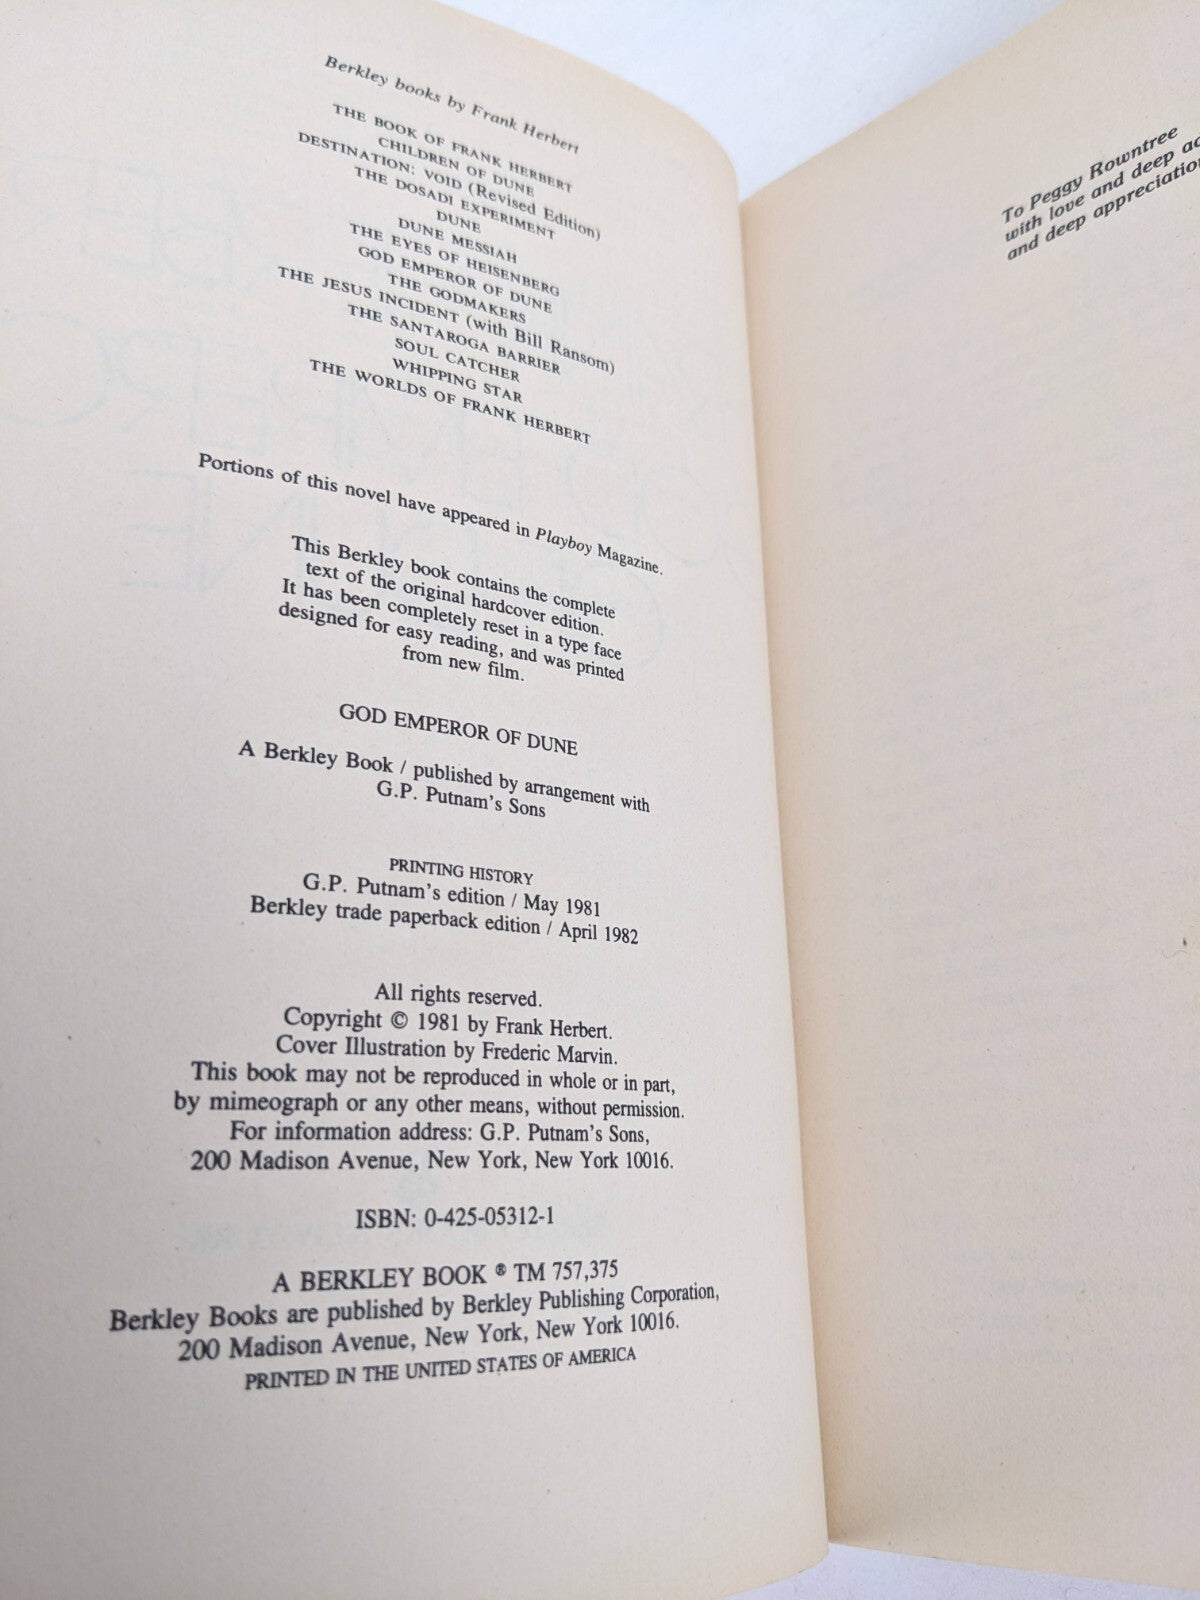 Berkley books by Frank Herbert
THE BOOK OF FRANK HERBERT
CHILDREN OF DUNE
DESTINATION: VOID (Revised Edition)
THE DOSADI EXPERIMENT
DUNE
DUNE MESSIAH
THE EYES OF HEISENBERG
GOD EMPEROR OF DUNE
THE GODMAKERS
THE JESUS INCIDENT (with Bill Ransom)
THE SANTAROGA BARRIER
SOUL CATCHER
WHIPPING STAR
THE WORLDS OF FRANK HERBERT
Portions of this novel have appeared in Playboy Magazine.
This Berkley book contains the complete
text of the original hardcover edition.
It has been completely reset in a type face
designed for easy reading, and was printed
from new film.
GOD EMPEROR OF DUNE
A Berkley Book / published by arrangement with
G.P. Putnam's Sons
PRINTING HISTORY
G.P. Putnam's edition / May 1981
Berkley trade paperback edition / April 1982
All rights reserved.
Copyright © 1981 by Frank Herbert.
Cover Illustration by Frederic Marvin.
This book may not be reproduced in whole or in part,
by mimeograph or any other means, without permission.
For information address: G.P. Putnam's Sons,
200 Madison Avenue, New York, New York 10016.
ISBN: 0-425-05312-1
A BERKLEY BOOK ® TM 757,375
Berkley Books are published by Berkley Publishing Corporation,
200 Madison Avenue, New York, New York 10016.
PRINTED IN THE UNITED STATES OF AMERICA
To Peggy Rowntree
with love and deep
and deep appreciation